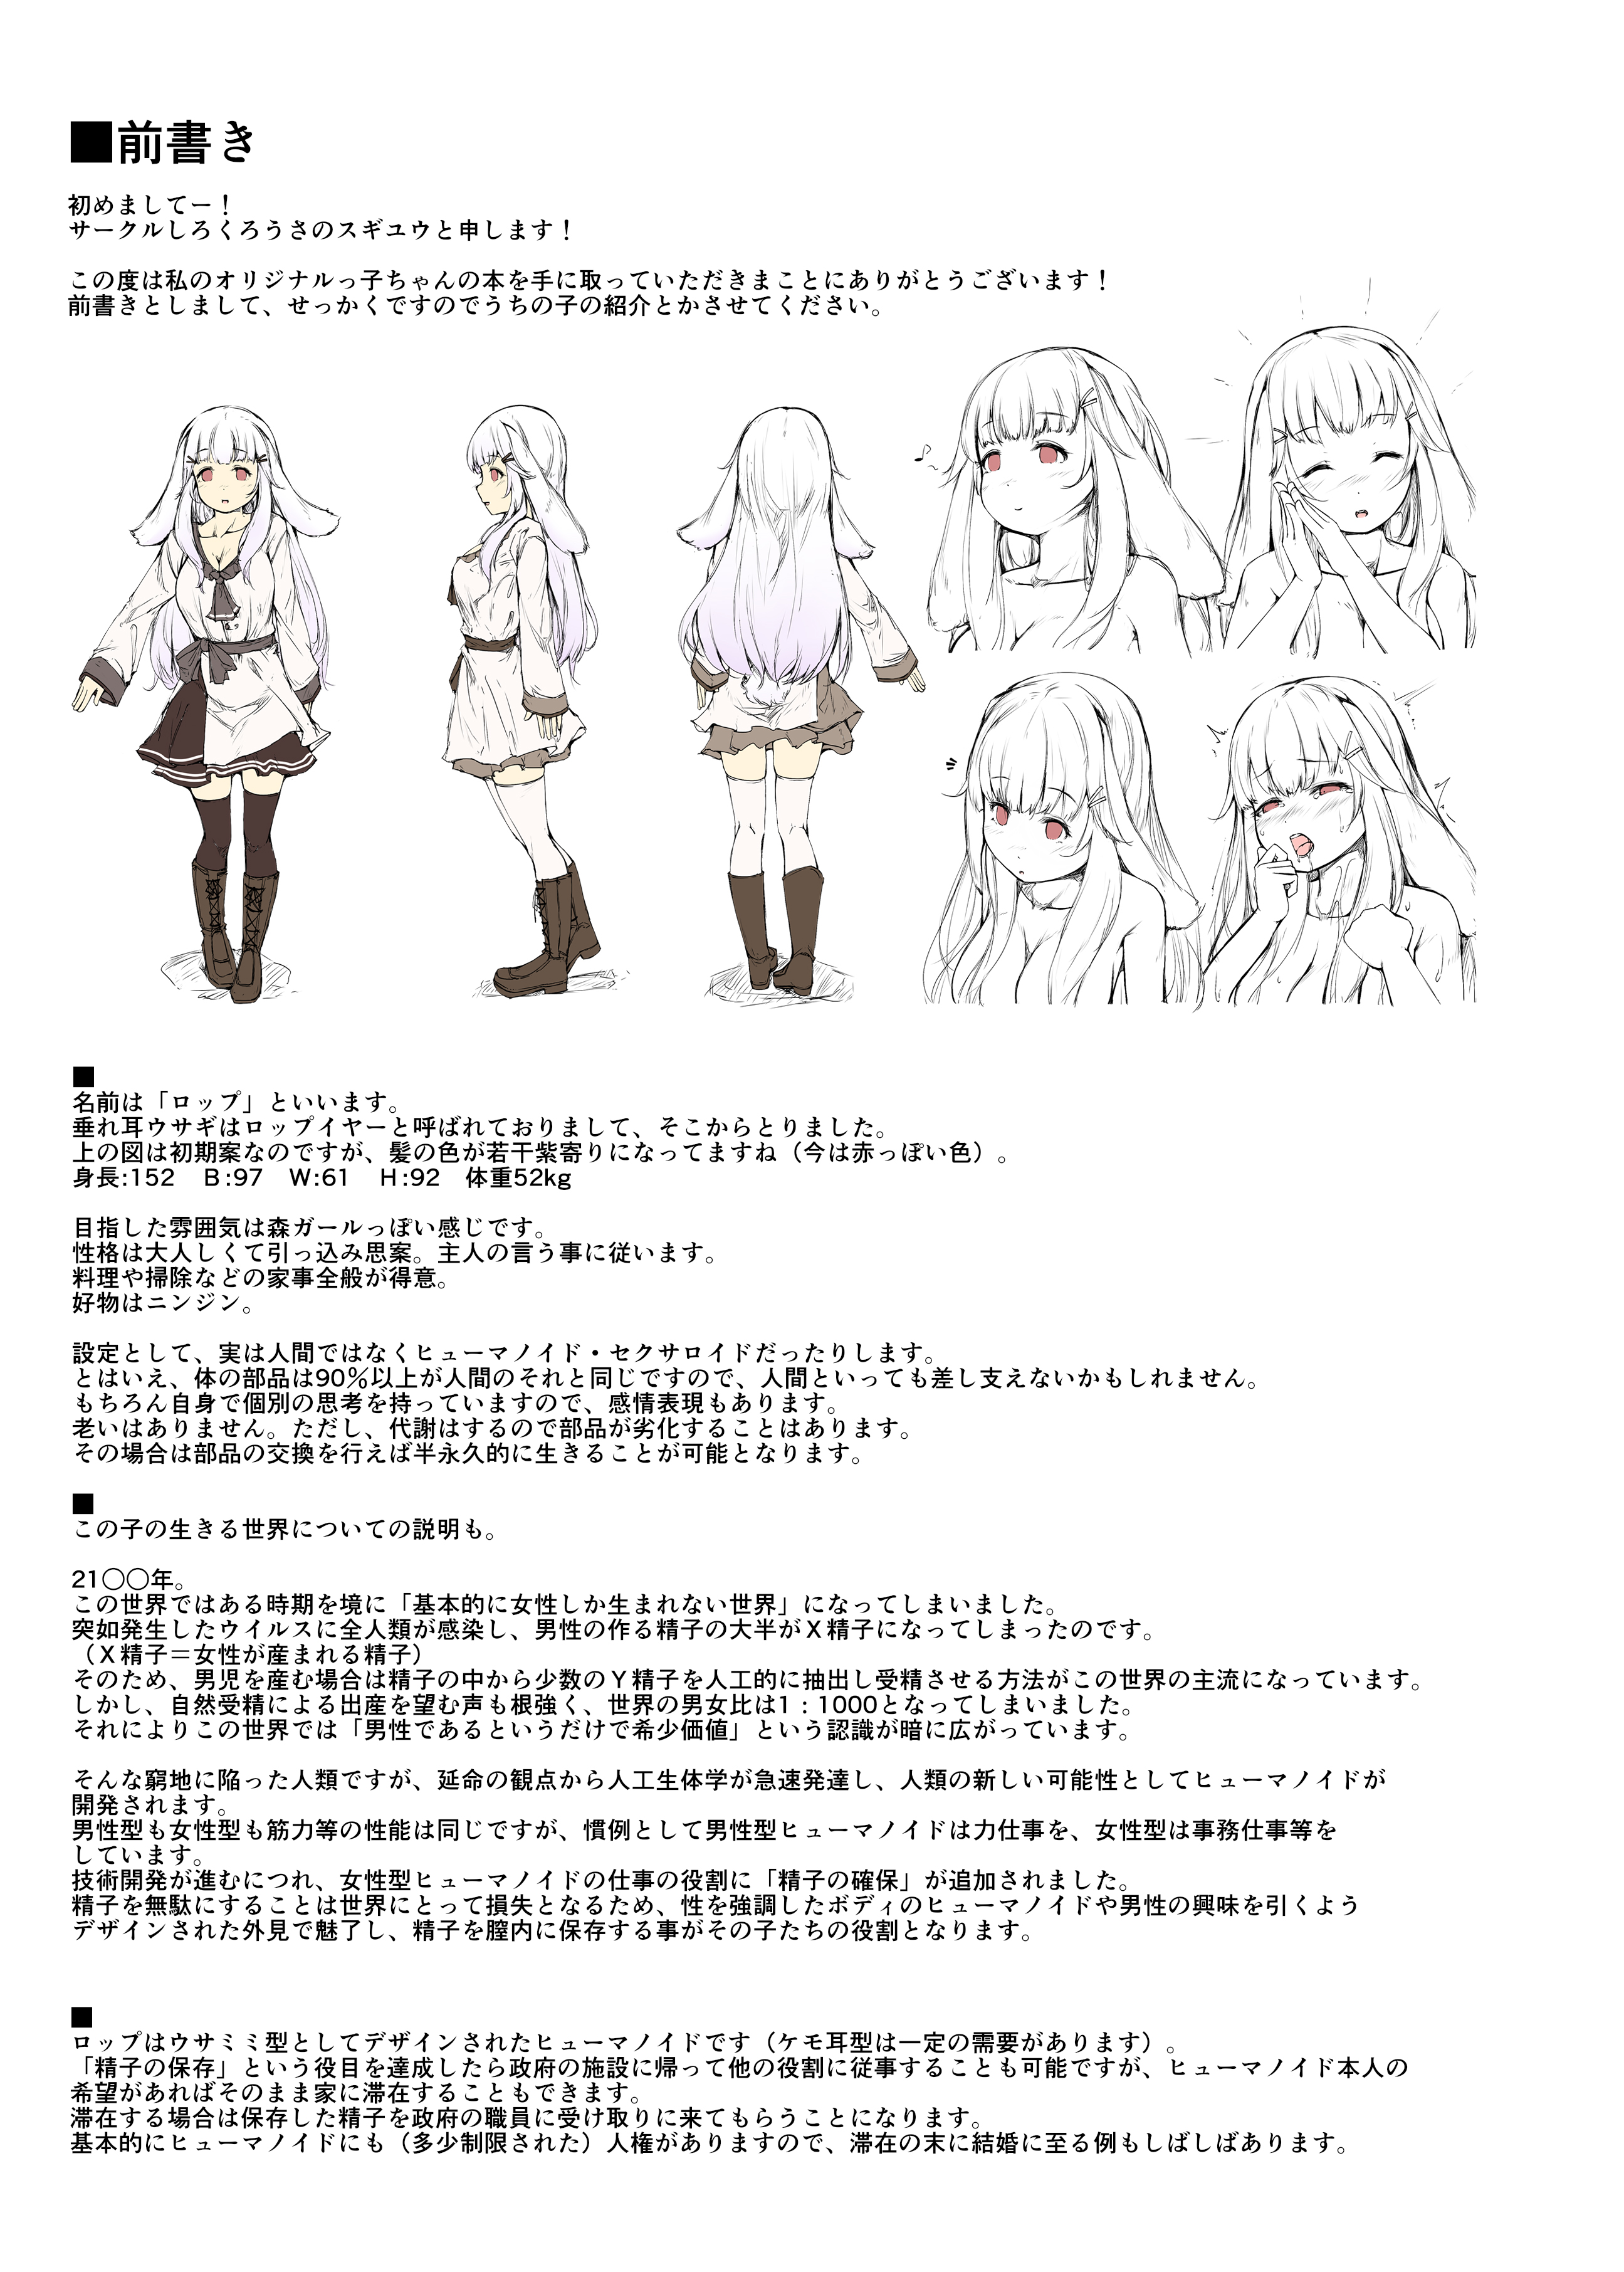 ■前書き
初めましてー！
サークルしろくろうさのスギユウと申します！
この度は私のオリジナルっ子ちゃんの本を手に取っていただきまことにありがとうございます！
前書きとしまして、せっかくですのでうちの子の紹介とかさせてください。
♪
■
名前は「ロップ」といいます。
垂れ耳ウサギはロップイヤーと呼ばれておりまして、そこからとりました。
上の図は初期案なのですが、髪の色が若干紫寄りになってますね（今は赤っぽい色）。
身長:152　B:97　W:61　H:92　体重52kg
目指した雰囲気は森ガールっぽい感じです。
性格は大人しくて引っ込み思案。主人の言う事に従います。
料理や掃除などの家事全般が得意。
好物はニンジン。
設定として、実は人間ではなくヒューマノイド・セクサロイドだったりします。
とはいえ、体の部品は90％以上が人間のそれと同じですので、人間といっても差し支えないかもしれません。
もちろん自身で個別の思考を持っていますので、感情表現もあります。
老いはありません。ただし、代謝はするので部品が劣化することはあります。
その場合は部品の交換を行えば半永久的に生きることが可能となります。
■
この子の生きる世界についての説明も。
21○○年。
この世界ではある時期を境に「基本的に女性しか生まれない世界」になってしまいました。
突如発生したウイルスに全人類が感染し、男性の作る精子の大半がＸ精子になってしまったのです。
（Ｘ精子＝女性が産まれる精子）
そのため、男児を産む場合は精子の中から少数のＹ精子を人工的に抽出し受精させる方法がこの世界の主流になっています。
しかし、自然受精による出産を望む声も根強く、世界の男女比は1：1000となってしまいました。
それによりこの世界では「男性であるというだけで希少価値」という認識が暗に広がっています。
そんな窮地に陥った人類ですが、延命の観点から人工生体学が急速発達し、人類の新しい可能性としてヒューマノイドが
開発されます。
男性型も女性型も筋力等の性能は同じですが、慣例として男性型ヒューマノイドは力仕事を、女性型は事務仕事等を
しています。
技術開発が進むにつれ、女性型ヒューマノイドの仕事の役割に「精子の確保」が追加されました。
精子を無駄にすることは世界にとって損失となるため、性を強調したボディのヒューマノイドや男性の興味を引くよう
デザインされた外見で魅了し、精子を膣内に保存する事がその子たちの役割となります。
■
ロップはウサミミ型としてデザインされたヒューマノイドです（ケモ耳型は一定の需要があります）。
「精子の保存」という役目を達成したら政府の施設に帰って他の役割に従事することも可能ですが、ヒューマノイド本人の
希望があればそのまま家に滞在することもできます。
滞在する場合は保存した精子を政府の職員に受け取りに来てもらうことになります。
基本的にヒューマノイドにも（多少制限された）人権がありますので、滞在の末に結婚に至る例もしばしばあります。